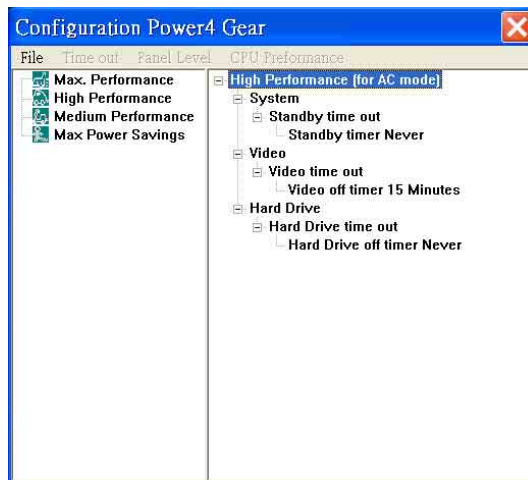 Configuration Power4 Gear
File Time out Panel Level CPU Preformance
Max. Performance
High Performance
Medium Performance
Max Power Savings
High Performance (for AC mode)
System
Standby time out
Standby timer Never
Video
Video time out
Video off timer 15 Minutes
Hard Drive
Hard Drive time out
Hard Drive off timer Never